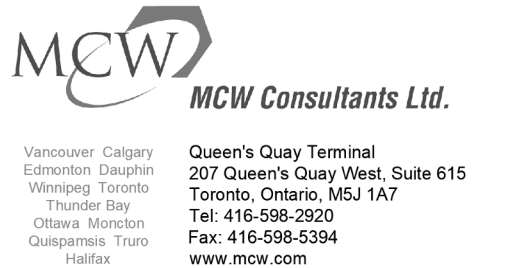 MCW
MCW Consultants Ltd.
Vancouver Calgary
Edmonton Dauphin
Winnipeg Toronto
Thunder Bay
Ottawa Moncton
Quispamsis Truro
Halifax
Queen's Quay Terminal
207 Queen's Quay West, Suite 615
Toronto, Ontario, M5J 1A7
Tel: 416-598-2920
Fax: 416-598-5394
www.mcw.com